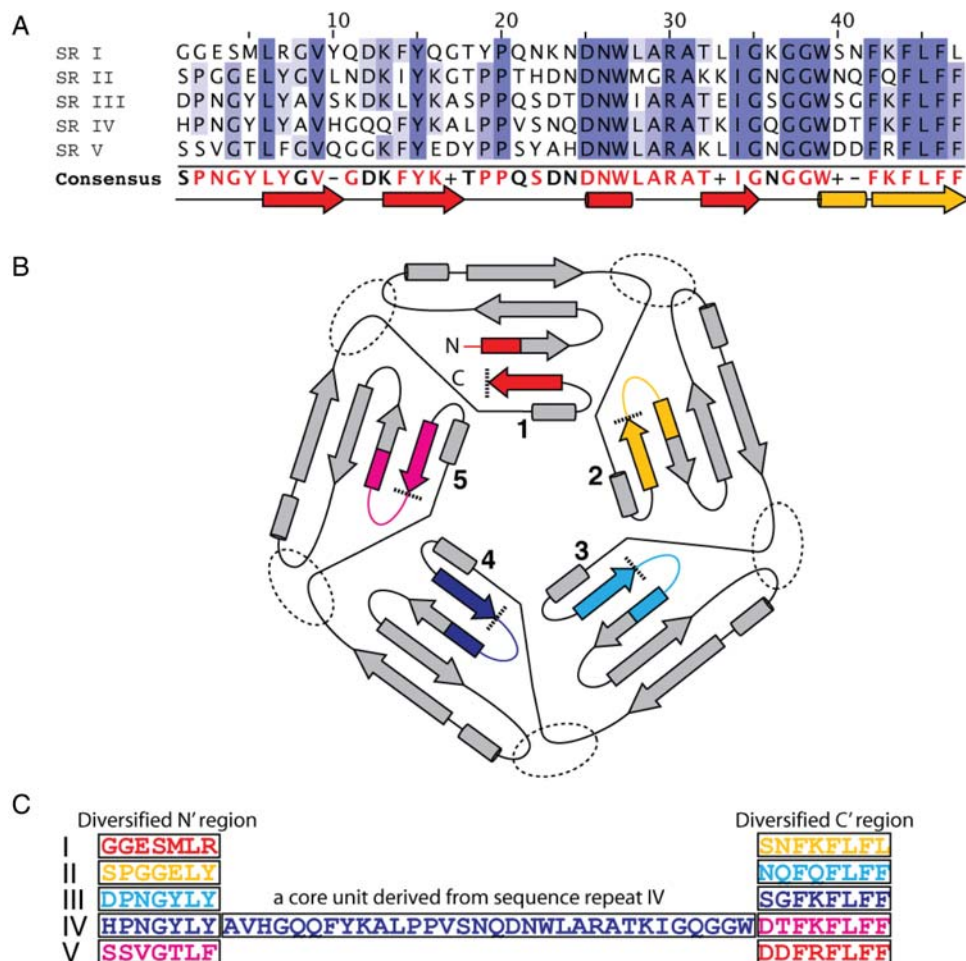 A
10 20 30 40
SR I GGESMLRGVYQDKFYQGTYPQNKNDNWLARATLIGKGGWSNFKFLFL
SR II SPGGELYGVLNDKIYKGTPPTHDNDNWMGRAKKIGNGGWNQFQFLFF
SR III DPNGYLYAVSKDKLYKASPPQSDTDNWIARATEIGSGGWSGFKFLFF
SR IV HPNGYLYAVHGQQFYKALPPVSNQDNWLARATKIGQGGWDTFKFLFF
SR V SSVGTLFGVQGGKFYEDYPPSYAHDNWLARAKLIGNGGWDDFRFLFF
Consensus SPNGYLYGV-GDKFYK+TPPQSDNDNWLARAT+IGNGGW+-FKFLFF
B
N
C
1
5
2
4
3
C
Diversified N' region Diversified C' region
I GGESMLR SNFKFLFL
II SPGGELY NQFQFLFF
III DPNGYLY a core unit derived from sequence repeat IV SGFKFLFF
IV HPNGYLY AVHGQQFYKALPPVSNQDNWLARATKIGQGGW DTFKFLFF
V SSVGTLF DDFRFLFF